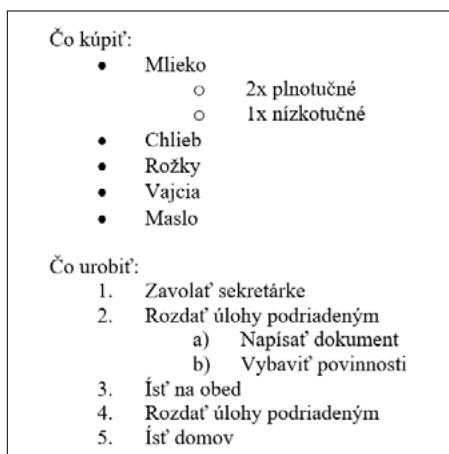 Čo kúpiť:
• Mlieko
○ 2x plnotučné
○ 1x nízkotučné
• Chlieb
• Rožky
• Vajcia
• Maslo
Čo urobiť:
1. Zavolať sekretárke
2. Rozdať úlohy podriadeným
a) Napísať dokument
b) Vybaviť povinnosti
3. Ísť na obed
4. Rozdať úlohy podriadeným
5. Ísť domov